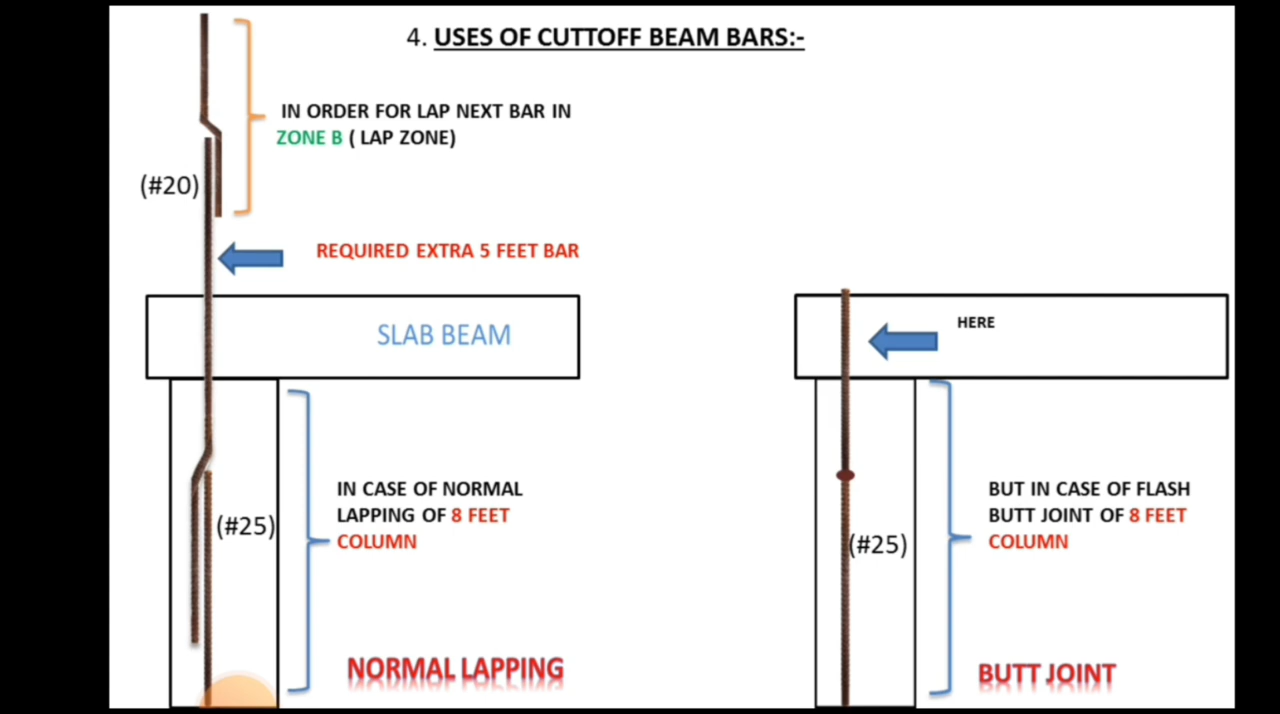 4. USES OF CUTTOFF BEAM BARS:-
IN ORDER FOR LAP NEXT BAR IN
ZONE B ( LAP ZONE)
(#20)
REQUIRED EXTRA 5 FEET BAR
SLAB BEAM
HERE
IN CASE OF NORMAL
LAPPING OF 8 FEET
COLUMN
(#25)
NORMAL LAPPING
BUT IN CASE OF FLASH
BUTT JOINT OF 8 FEET
COLUMN
(#25)
BUTT JOINT